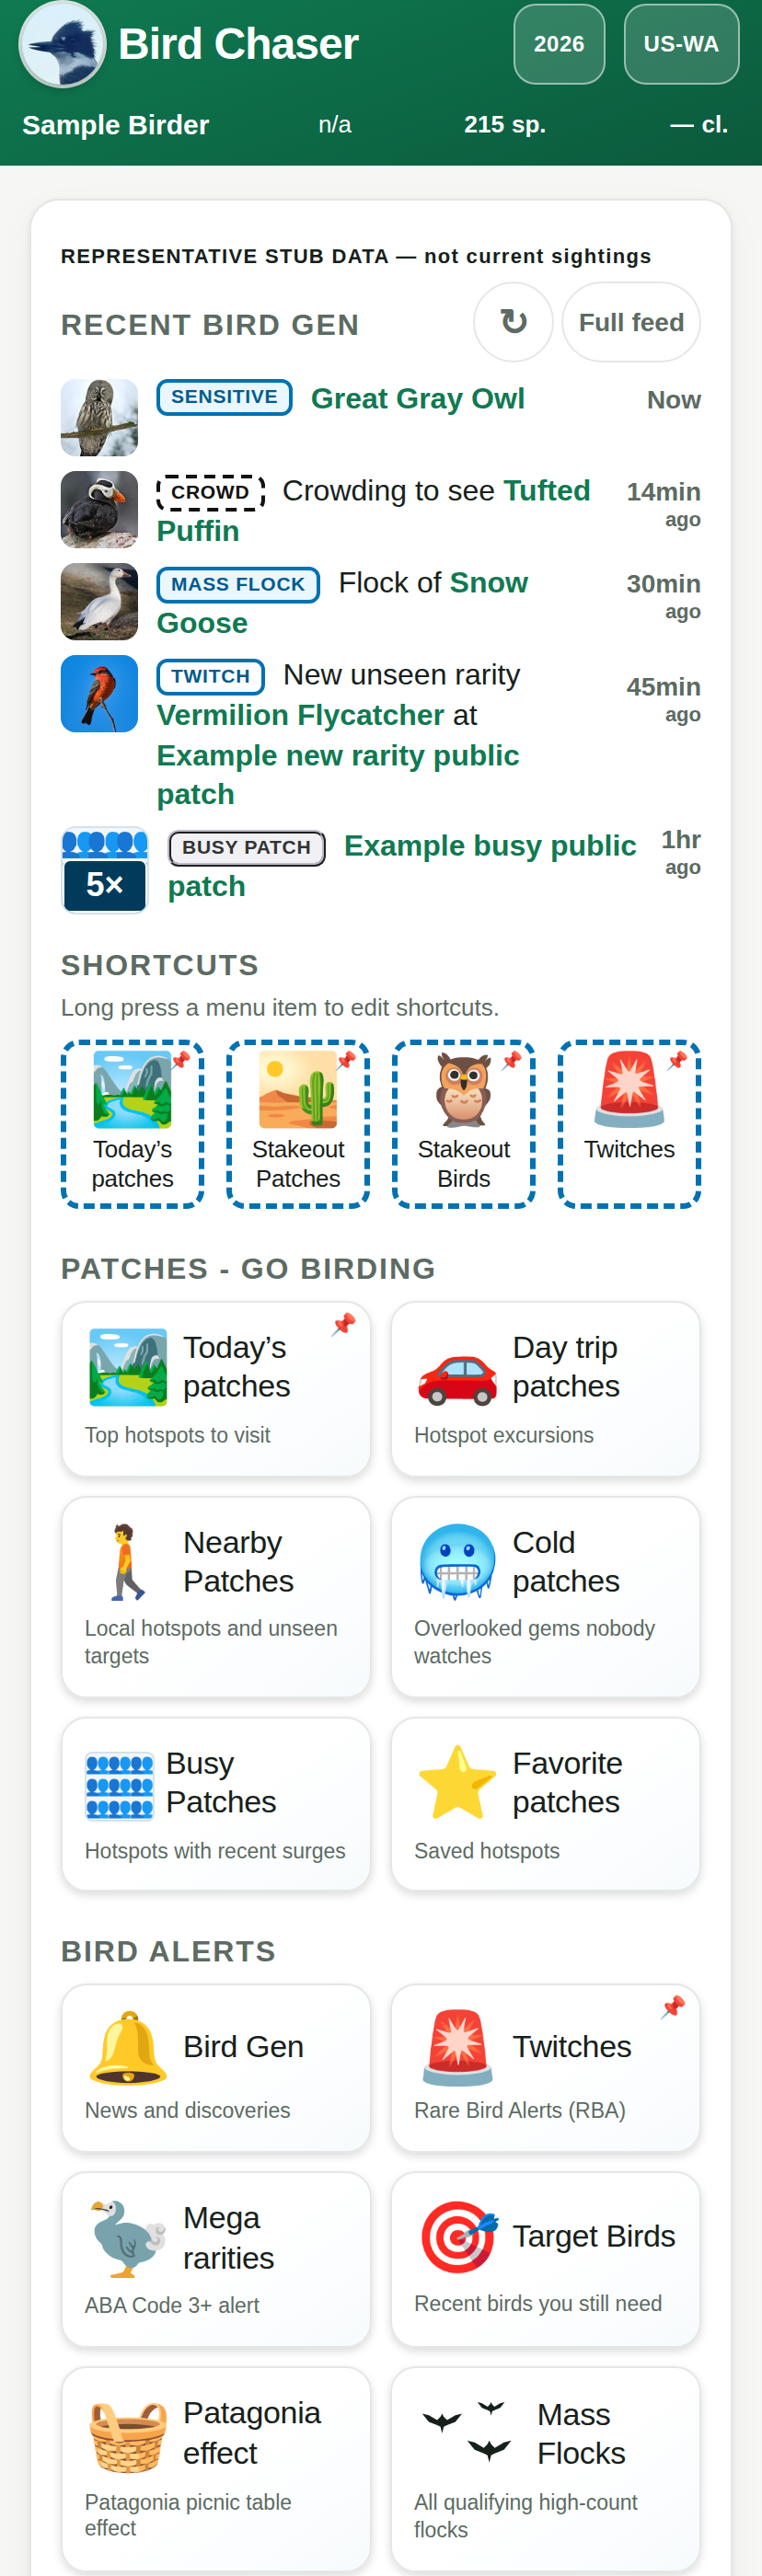 Bird Chaser
2026
US-WA
Sample Birder
n/a
215 sp.
— cl.
REPRESENTATIVE STUB DATA — not current sightings
RECENT BIRD GEN
↻
Full feed
SENSITIVE Great Gray Owl
Now
CROWD Crowding to see Tufted
Puffin
14min
ago
MASS FLOCK Flock of Snow
Goose
30min
ago
TWITCH New unseen rarity
Vermilion Flycatcher at
Example new rarity public
patch
45min
ago
5×
BUSY PATCH Example busy public
patch
1hr
ago
SHORTCUTS
Long press a menu item to edit shortcuts.
Today’s
patches
Stakeout
Patches
Stakeout
Birds
Twitches
PATCHES - GO BIRDING
Today’s
patches
Top hotspots to visit
Day trip
patches
Hotspot excursions
Nearby
Patches
Local hotspots and unseen
targets
Cold
patches
Overlooked gems nobody
watches
Busy
Patches
Hotspots with recent surges
Favorite
patches
Saved hotspots
BIRD ALERTS
Bird Gen
News and discoveries
Twitches
Rare Bird Alerts (RBA)
Mega
rarities
ABA Code 3+ alert
Target Birds
Recent birds you still need
Patagonia
effect
Patagonia picnic table
effect
Mass
Flocks
All qualifying high-count
flocks